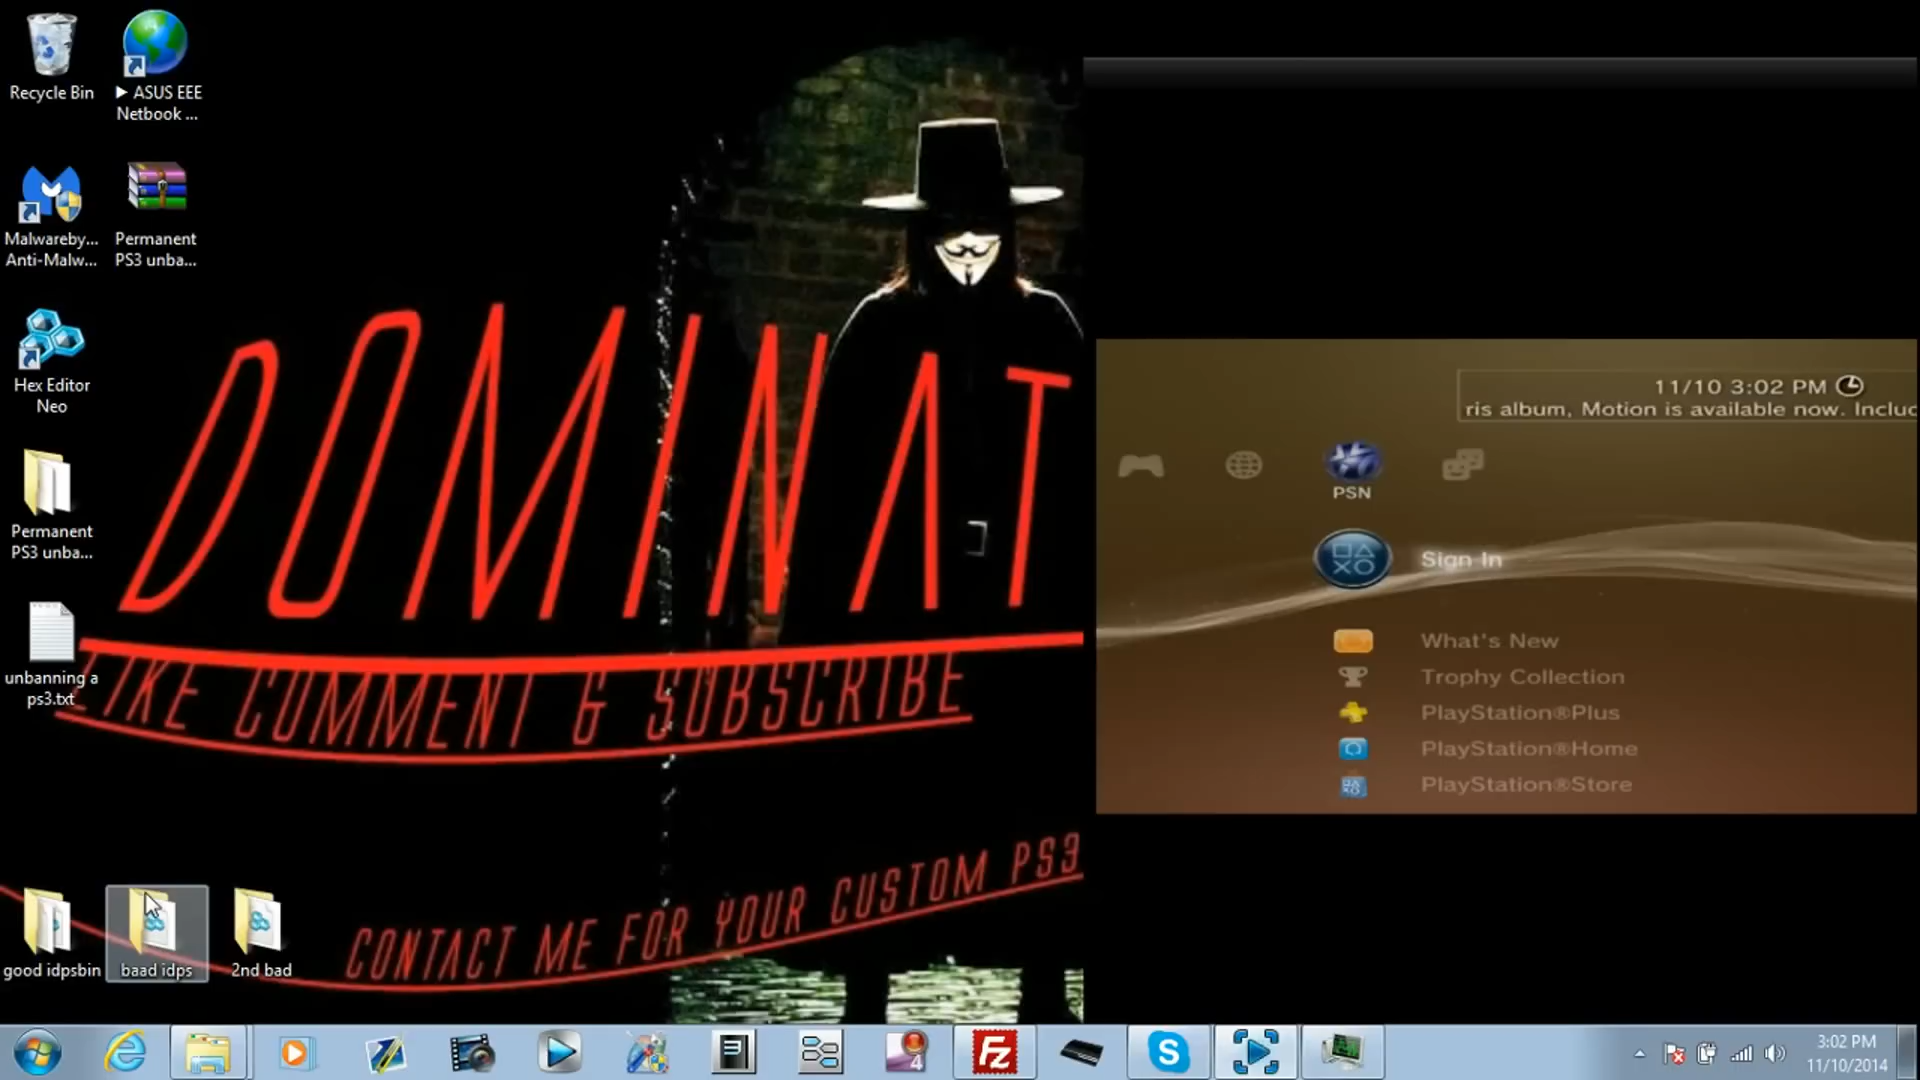 Recycle Bin
▶ ASUS EEE
Netbook ...
Malwareby...
Anti-Malw...
Permanent
PS3 unba...
Hex Editor
Neo
Permanent
PS3 unba...
unbanning a
ps3.txt
good idpsbin
baad idps
2nd bad
DOMINAT
LIKE COMMENT & SUBSCRIBE
CONTACT ME FOR YOUR CUSTOM PS3
11/10 3:02 PM
ris album, Motion is available now. Includ
PSN
Sign In
What's New
Trophy Collection
PlayStation®Plus
PlayStation®Home
PlayStation®Store
3:02 PM
11/10/2014